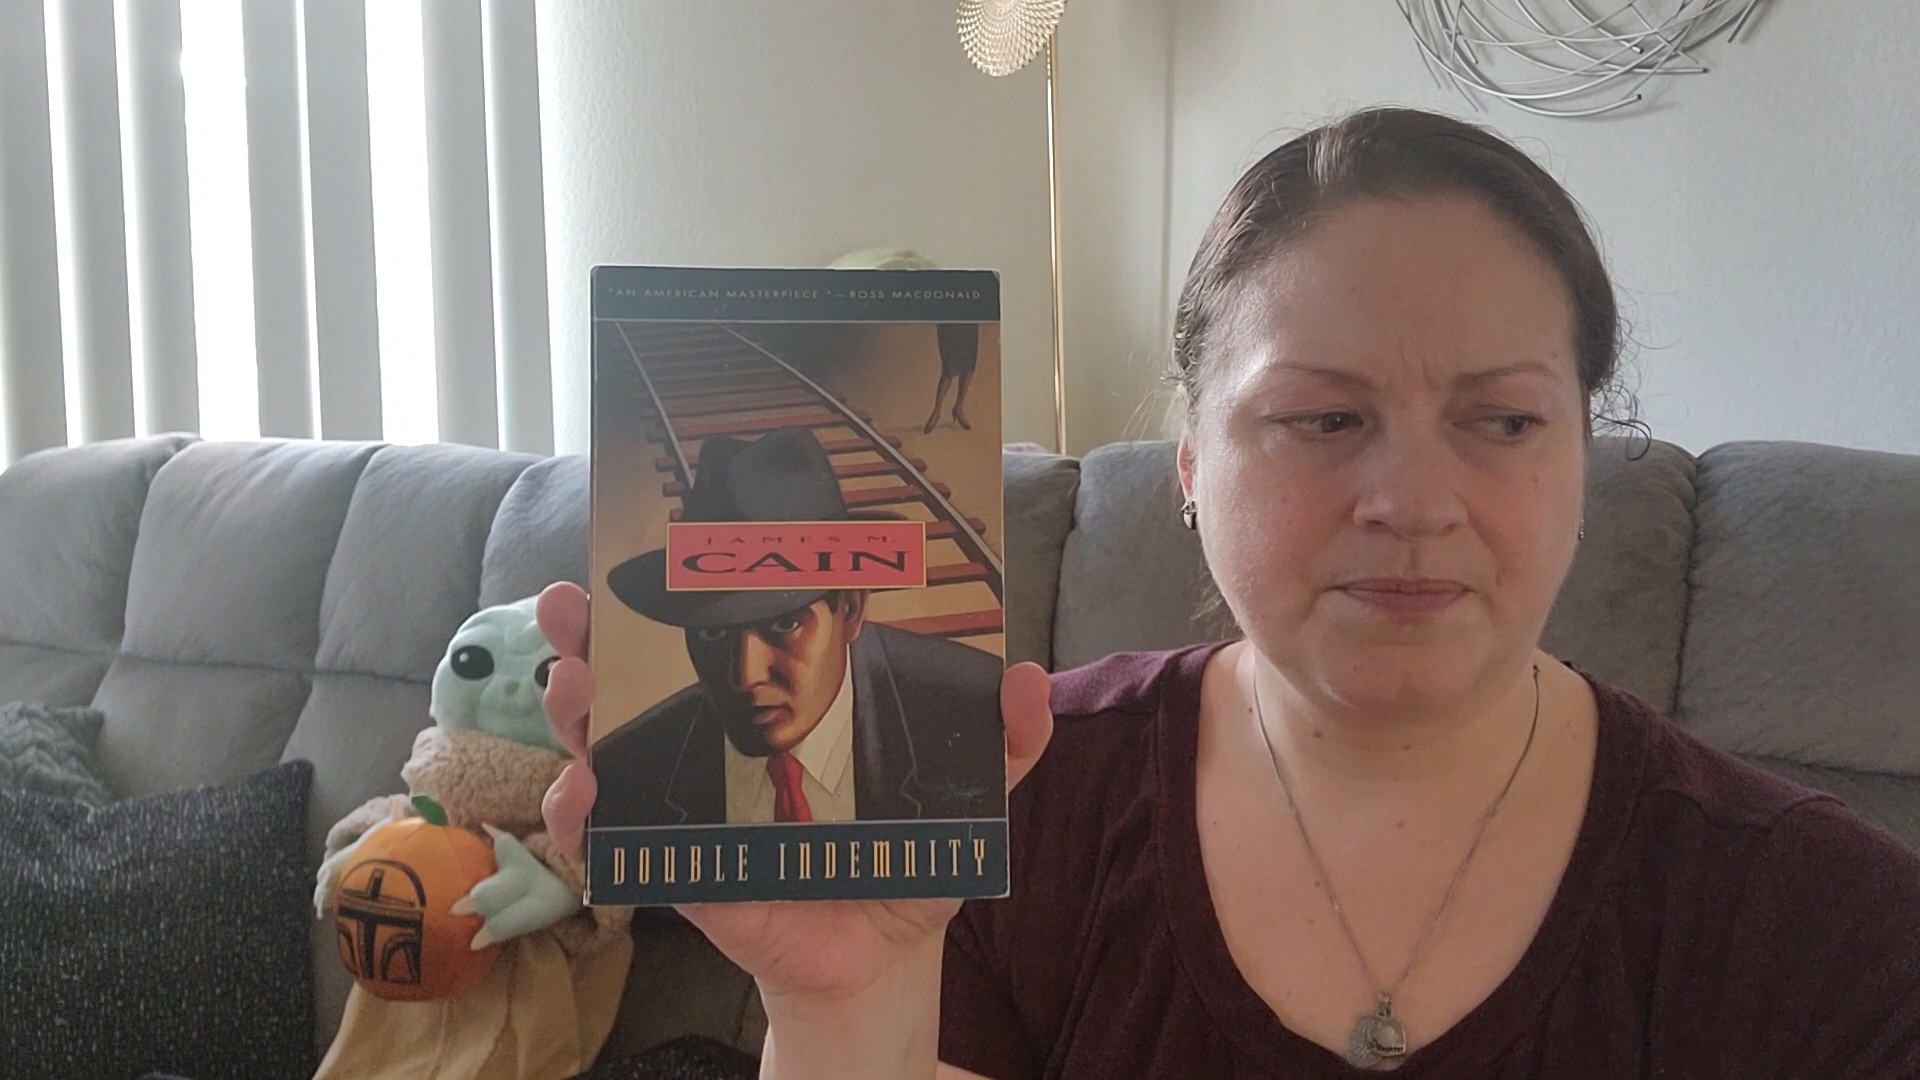 "AN AMERICAN MASTERPIECE."—ROSS MACDONALD
JAMES M.
CAIN
DOUBLE INDEMNITY